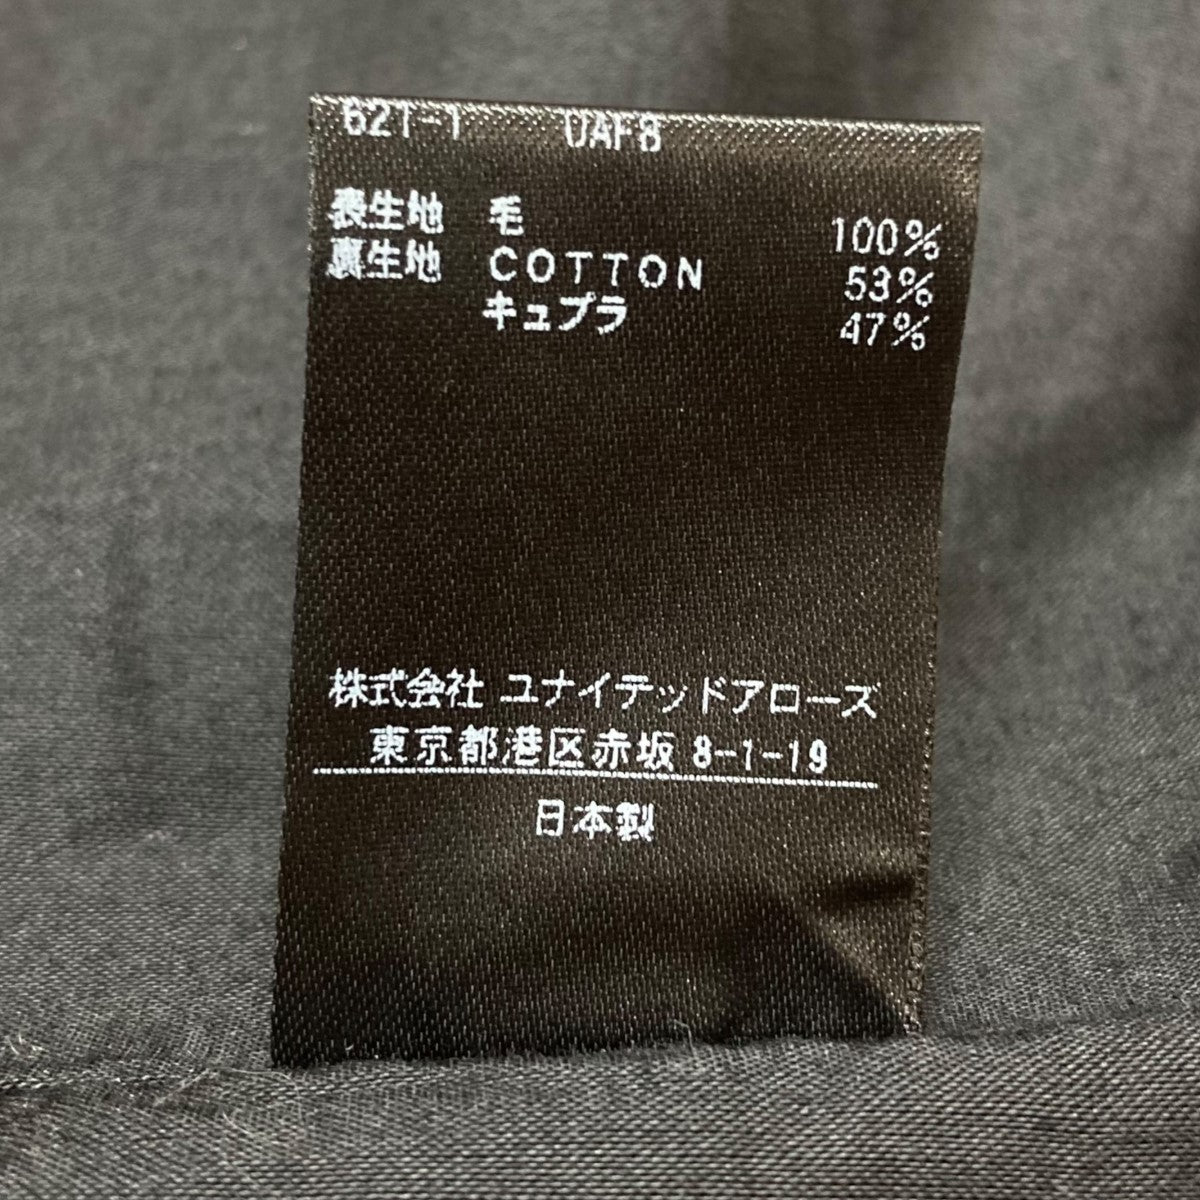 621-1 UAF8
表生地 毛 100%
裏生地 COTTON 53%
キュプラ 47%
株式会社 ユナイテッドアローズ
東京都港区赤坂 8-1-19
日本製